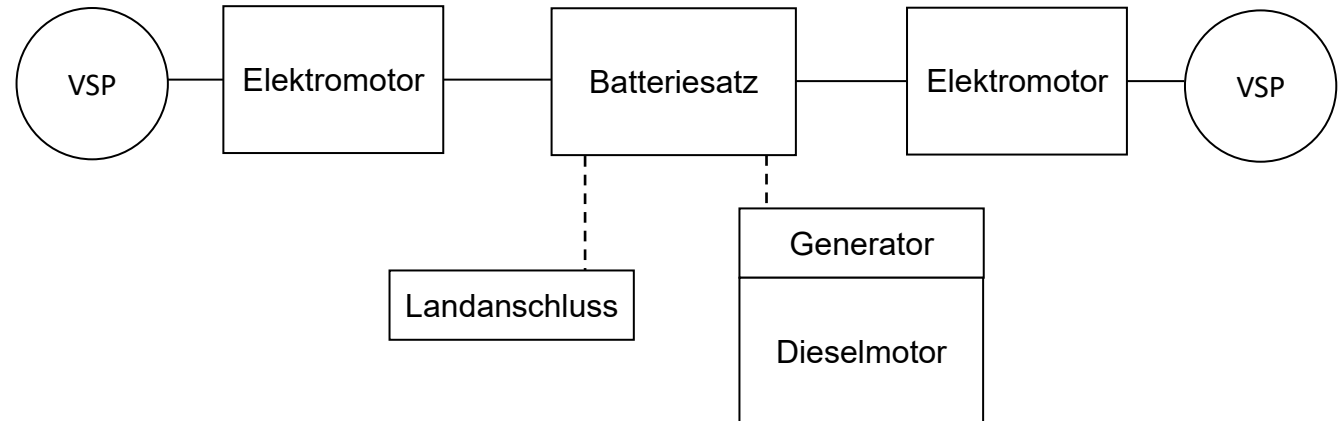 VSP
Elektromotor
Batteriesatz
Elektromotor
VSP
Generator
Landanschluss
Dieselmotor